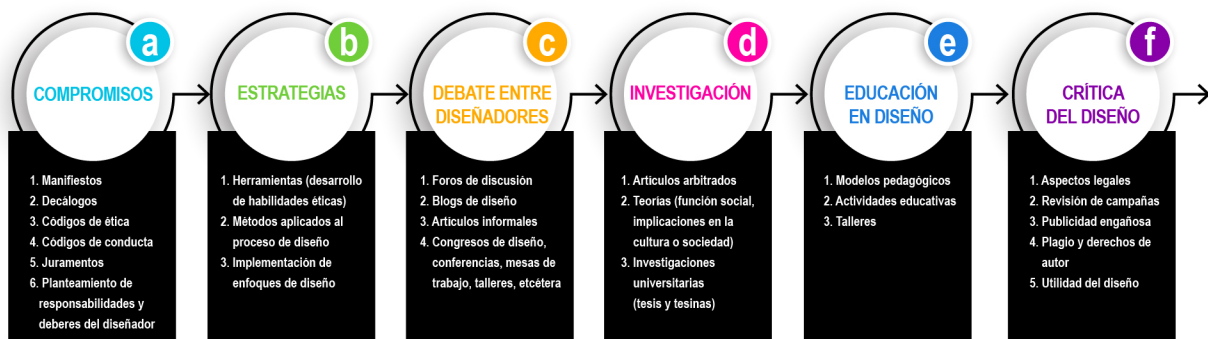 a
COMPROMISOS
1. Manifiestos
2. Decálogos
3. Códigos de ética
4. Códigos de conducta
5. Juramentos
6. Planteamiento de
responsabilidades y
deberes del diseñador
b
ESTRATEGIAS
1. Herramientas (desarrollo
de habilidades éticas)
2. Métodos aplicados al
proceso de diseño
3. Implementación de
enfoques de diseño
c
DEBATE ENTRE
DISEÑADORES
1. Foros de discusión
2. Blogs de diseño
3. Artículos informales
4. Congresos de diseño,
conferencias, mesas de
trabajo, talleres, etcétera
d
INVESTIGACIÓN
1. Artículos arbitrados
2. Teorías (función social,
implicaciones en la
cultura o sociedad)
3. Investigaciones
universitarias
(tesis y tesinas)
e
EDUCACIÓN
EN DISEÑO
1. Modelos pedagógicos
2. Actividades educativas
3. Talleres
f
CRÍTICA
DEL DISEÑO
1. Aspectos legales
2. Revisión de campañas
3. Publicidad engañosa
4. Plagio y derechos de
autor
5. Utilidad del diseño